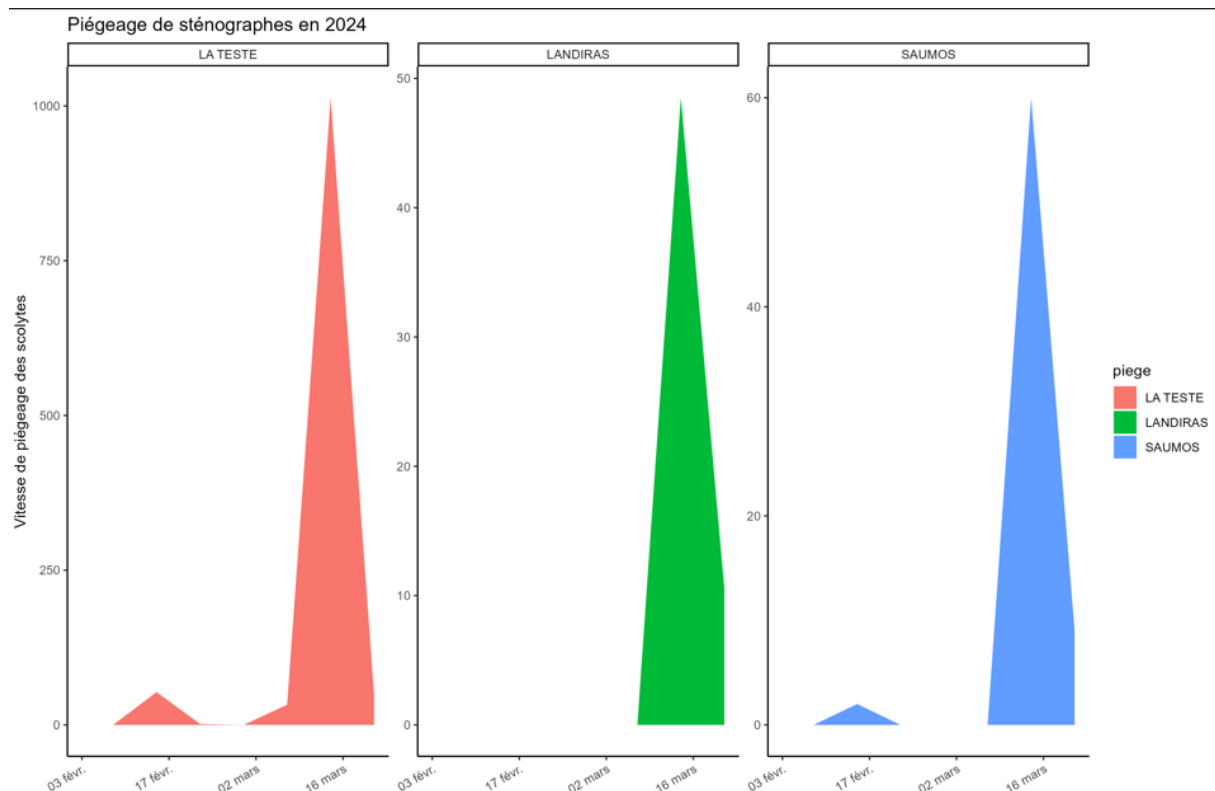 Piégeage de sténographes en 2024
LA TESTE
LANDIRAS
SAUMOS
Vitesse de piégeage des scolytes
1000
750
500
250
0
50
40
30
20
10
0
60
40
20
0
03 févr.
17 févr.
02 mars
16 mars
03 févr.
17 févr.
02 mars
16 mars
03 févr.
17 févr.
02 mars
16 mars
piege
LA TESTE
LANDIRAS
SAUMOS